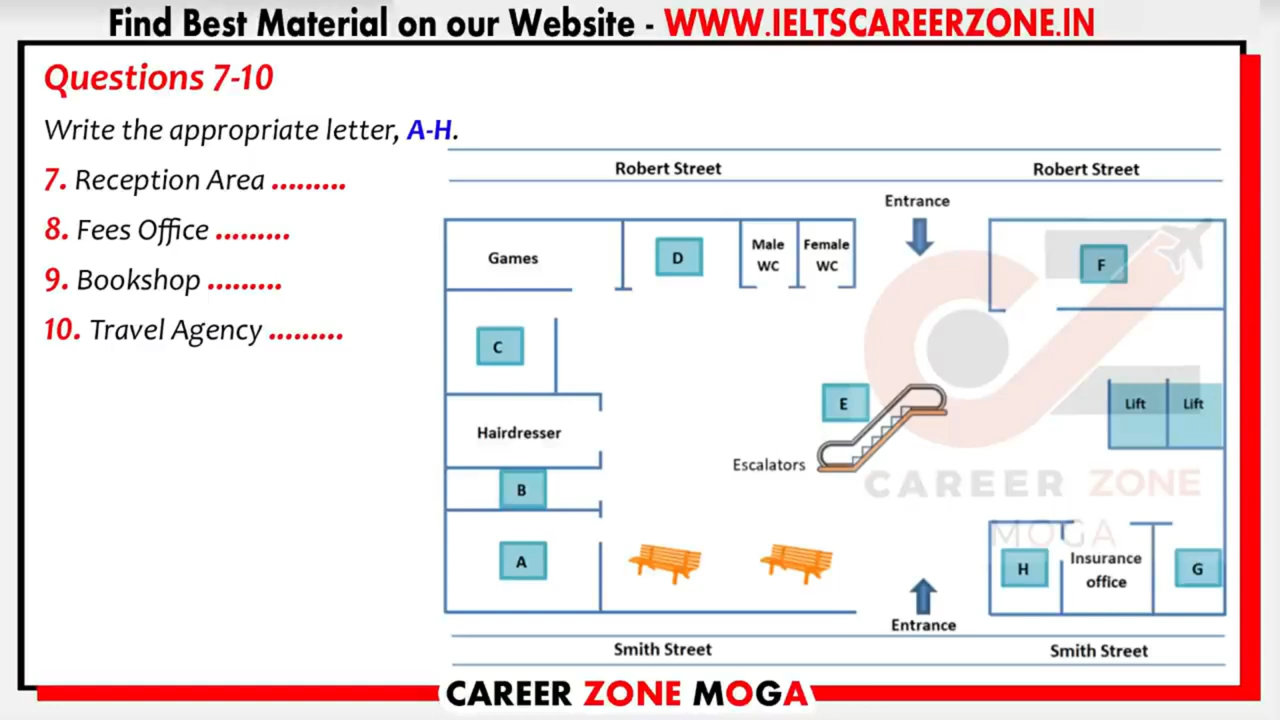 Find Best Material on our Website - WWW.IELTSCAREERZONE.IN
Questions 7-10
Write the appropriate letter, A-H.
7. Reception Area .........
8. Fees Office .........
9. Bookshop .........
10. Travel Agency .........
Robert Street
Robert Street
Entrance
Games
D
Male
WC
Female
WC
F
C
E
Lift
Lift
Hairdresser
Escalators
B
CAREER ZONE
MOGA
A
H
Insurance
office
G
Entrance
Smith Street
Smith Street
CAREER ZONE MOGA